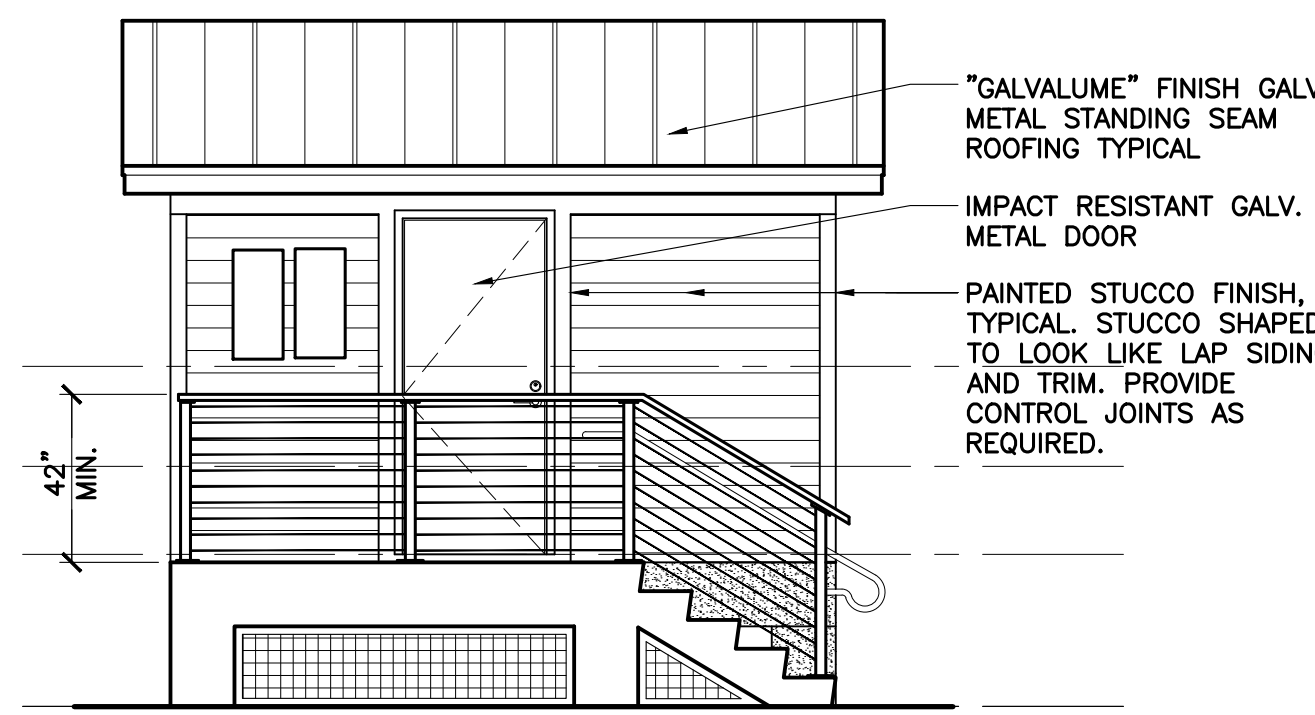 "GALVALUME" FINISH GALV
METAL STANDING SEAM
ROOFING TYPICAL
IMPACT RESISTANT GALV.
METAL DOOR
PAINTED STUCCO FINISH,
TYPICAL. STUCCO SHAPED
TO LOOK LIKE LAP SIDIN
AND TRIM. PROVIDE
CONTROL JOINTS AS
REQUIRED.
42"
MIN.